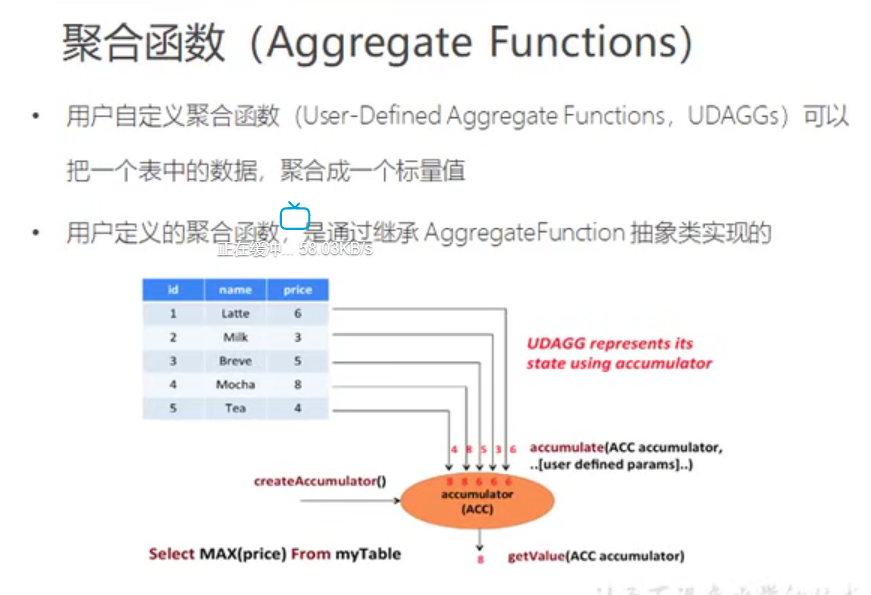 聚合函数（Aggregate Functions）
• 用户自定义聚合函数（User-Defined Aggregate Functions，UDAGGs）可以
把一个表中的数据，聚合成一个标量值
• 用户定义的聚合函数，是通过继承 AggregateFunction 抽象类实现的
正在缓冲... 58.03KB/s
id name price
1 Latte 6
2 Milk 3
3 Breve 5
4 Mocha 8
5 Tea 4
UDAGG represents its
state using accumulator
4 8 5 3 6
accumulate(ACC accumulator,
..[user defined params]..)
createAccumulator()
8 8 6 6 6
accumulator
(ACC)
Select MAX(price) From myTable
8
getValue(ACC accumulator)